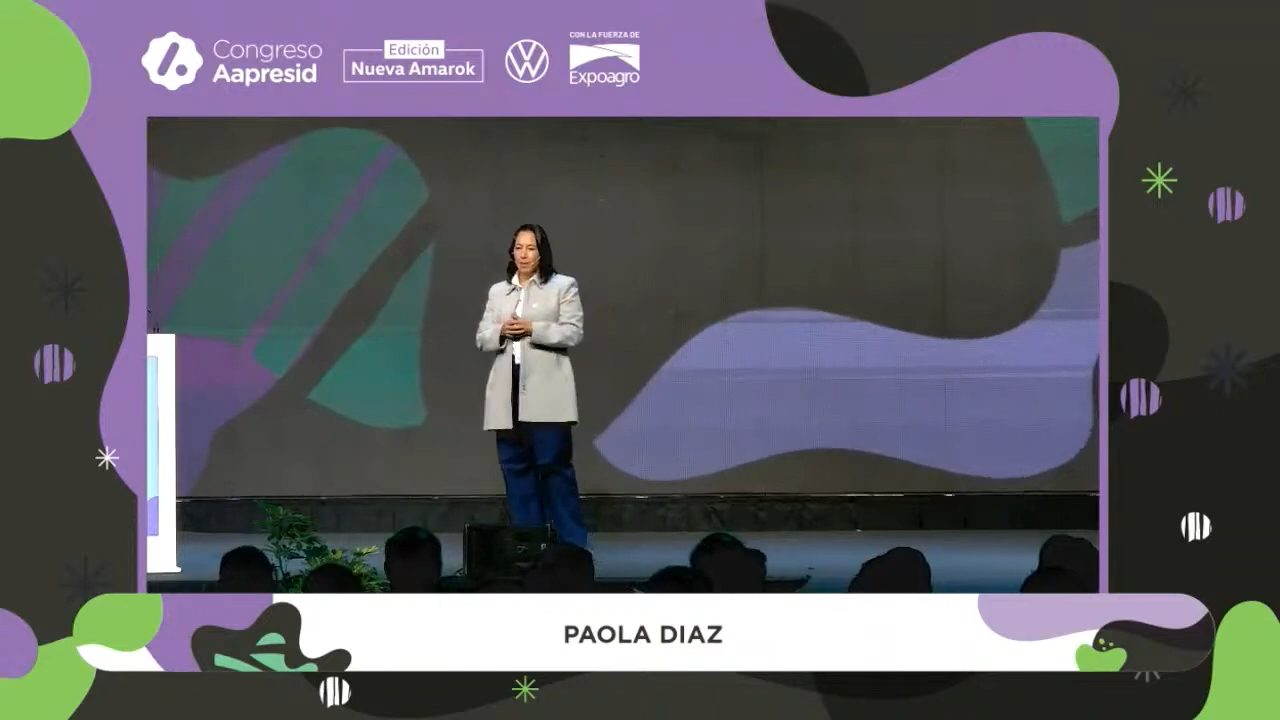 Congreso
Aapresid
Edición
Nueva Amarok
CON LA FUERZA DE
Expoagro
PAOLA DIAZ